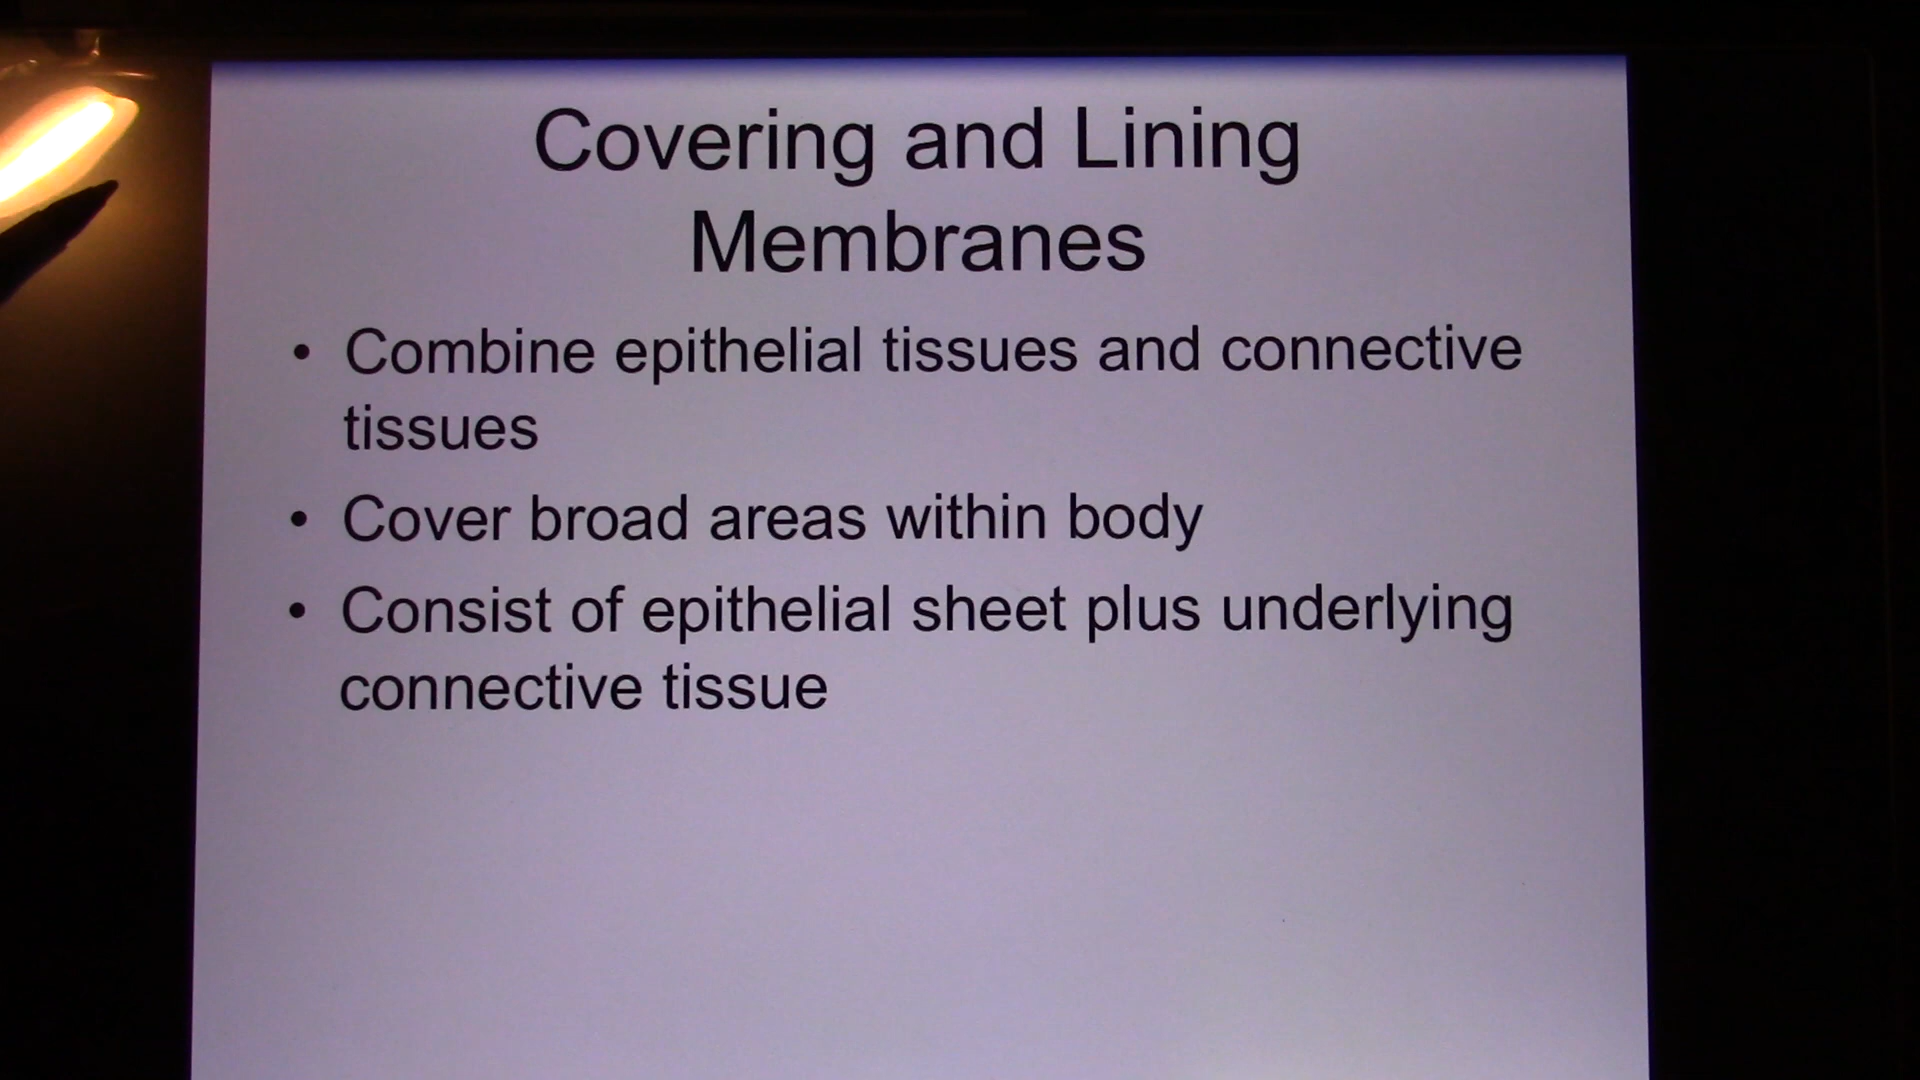 Covering and Lining
Membranes
• Combine epithelial tissues and connective
tissues
• Cover broad areas within body
• Consist of epithelial sheet plus underlying
connective tissue